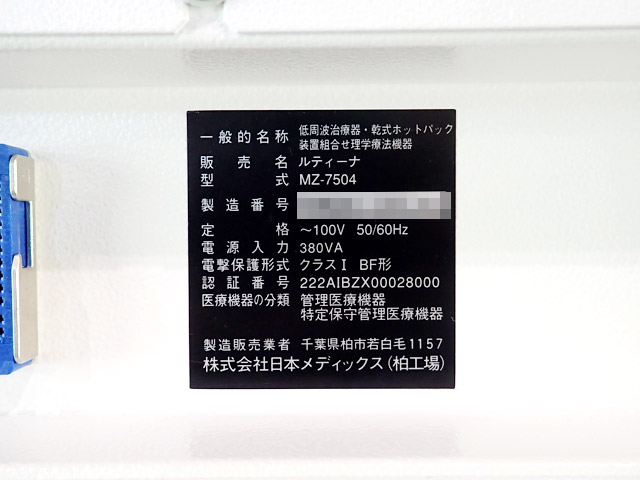 一般的名称 低周波治療器・乾式ホットパック
装置組合せ理学療法機器
販売名 ルティーナ
型式 MZ-7504
製造番号
定格 ～100V 50/60Hz
電源入力 380VA
電撃保護形式 クラスⅠ BF形
認証番号 222AIBZX00028000
医療機器の分類 管理医療機器
特定保守管理医療機器
製造販売業者 千葉県柏市若白毛1157
株式会社日本メディックス(柏工場)